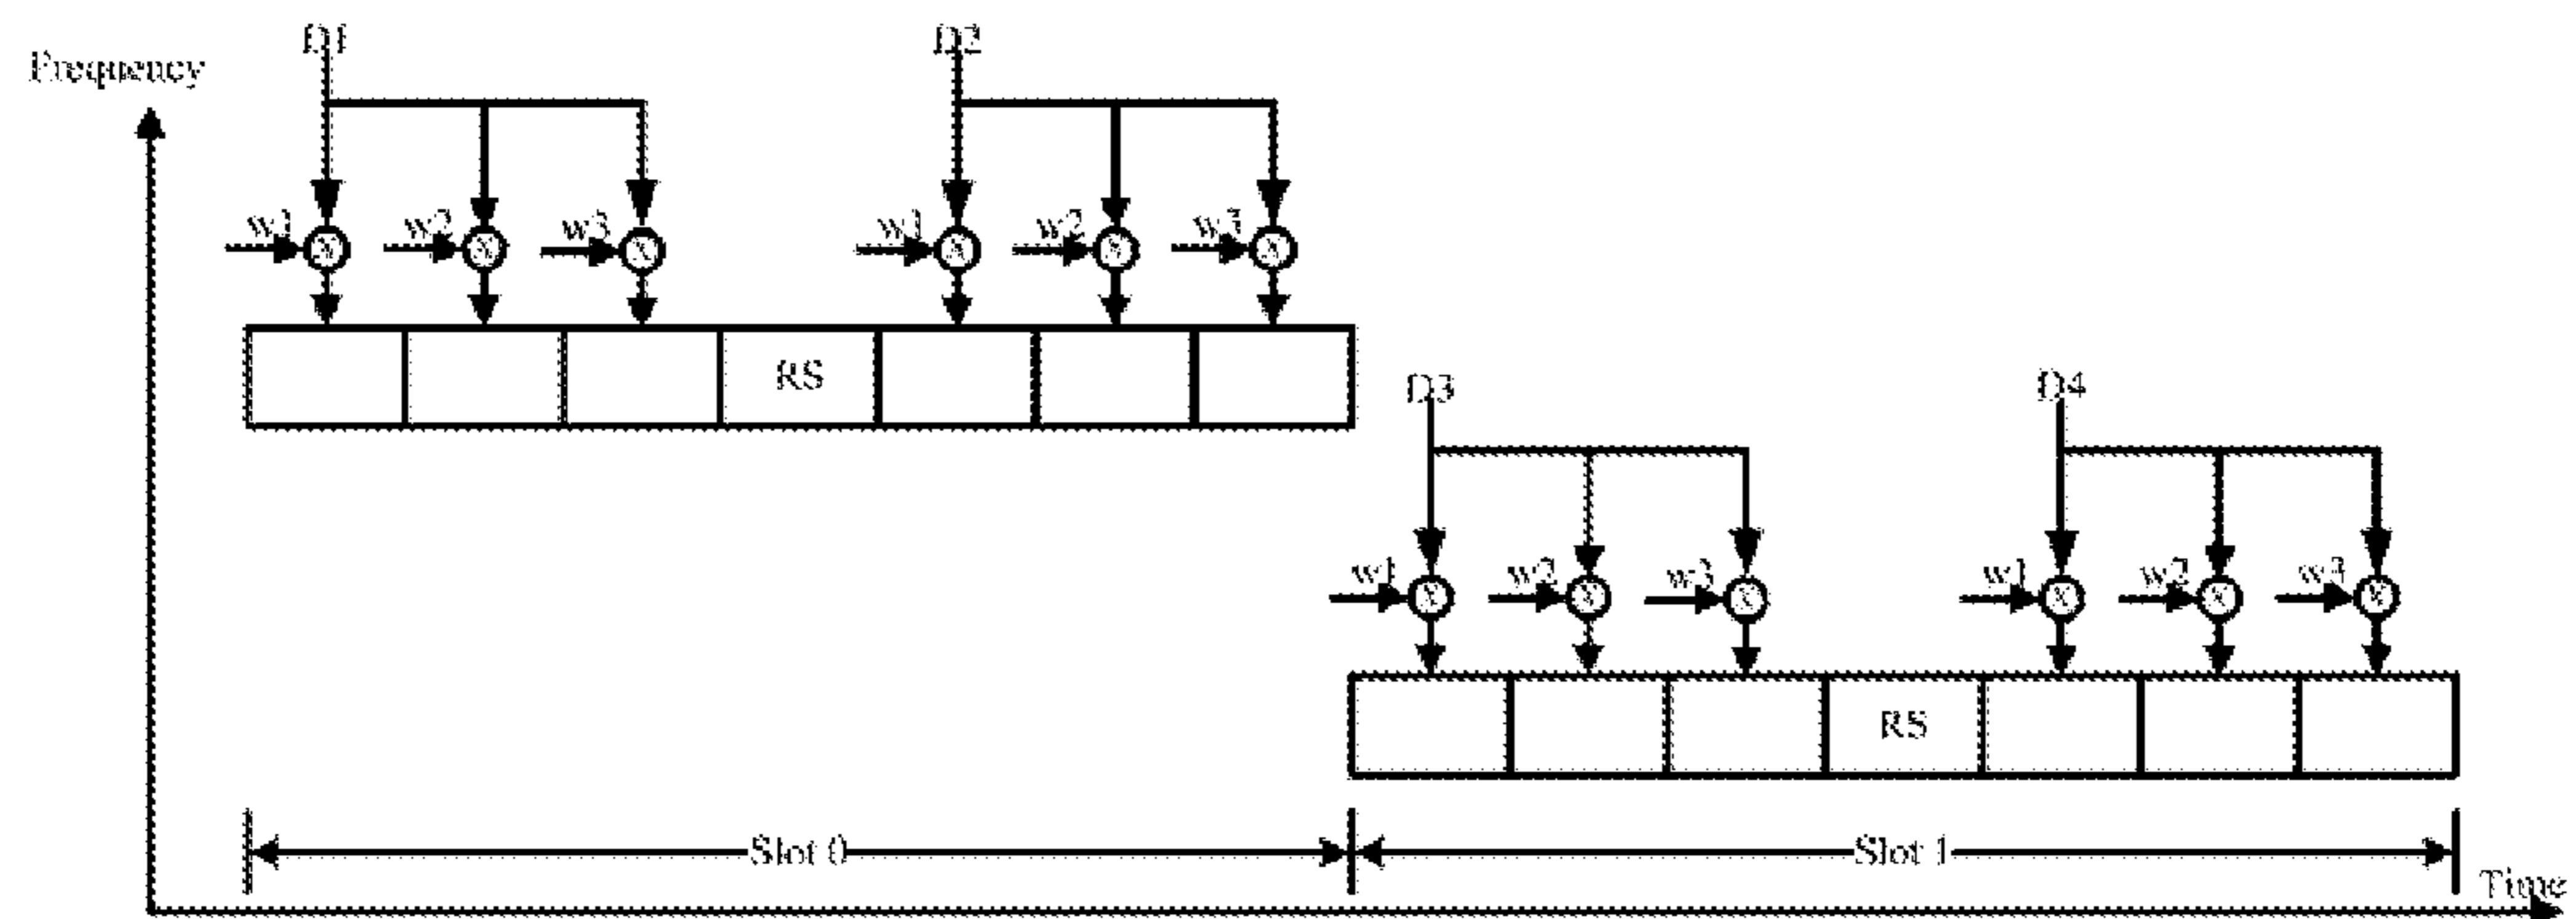 Frequency
D1
D2
w1 w2 w3 w1 w2 w3
X X X X X X
RS
D3
D4
w1 w2 w3 w1 w2 w3
X X X X X X
RS
Slot 0
Slot 1
Time